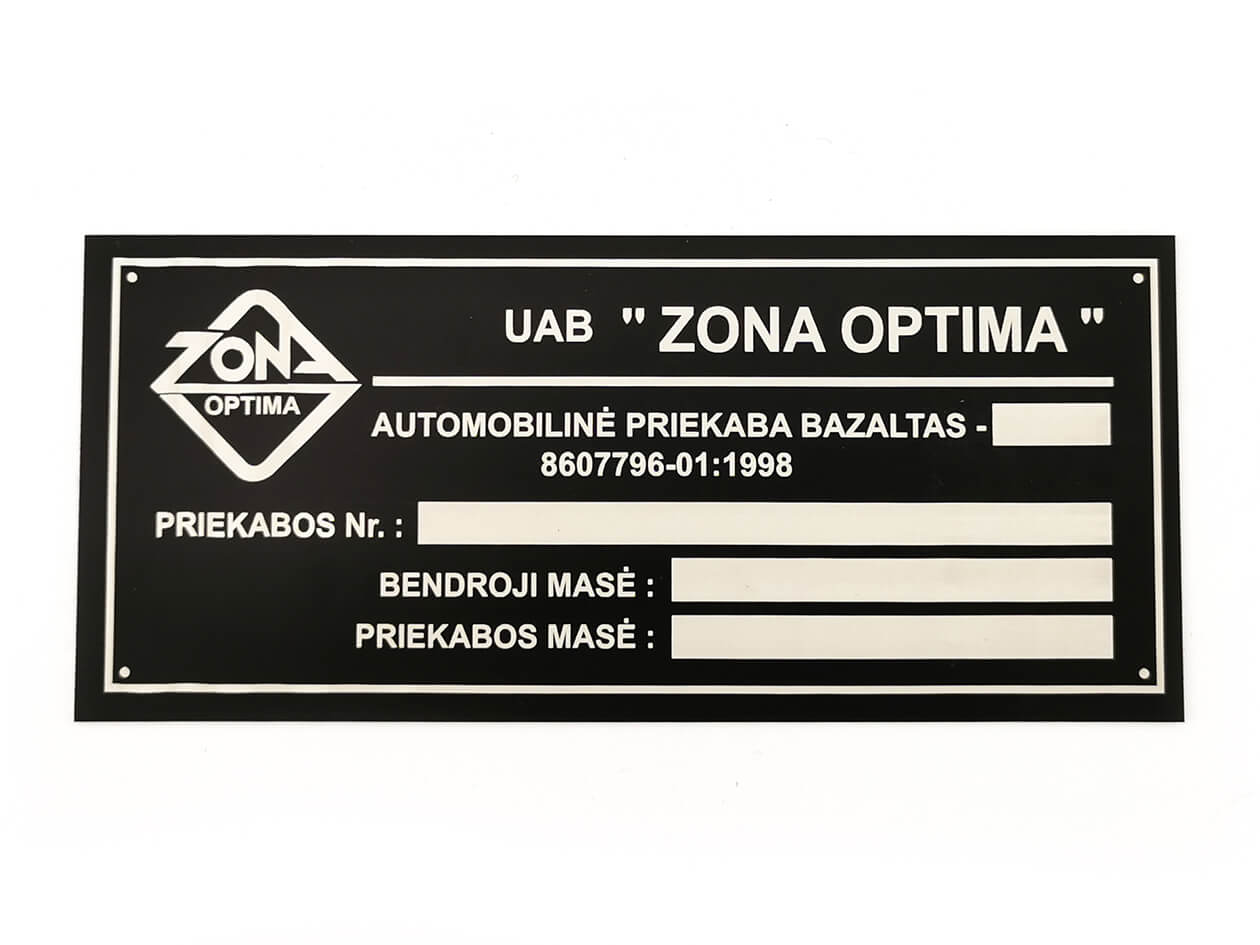 ZONA
OPTIMA
UAB " ZONA OPTIMA "
AUTOMOBILINĖ PRIEKABA BAZALTAS -
8607796-01:1998
PRIEKABOS Nr. :
BENDROJI MASĖ :
PRIEKABOS MASĖ :